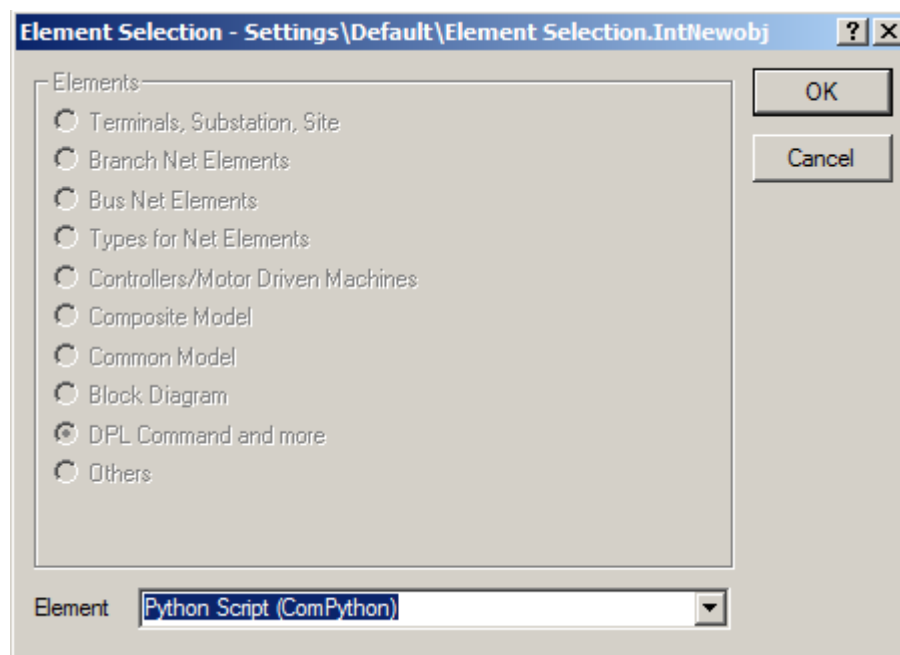 Element Selection - Settings\Default\Element Selection.IntNewobj
Elements
OK
Terminals, Substation, Site
Branch Net Elements
Cancel
Bus Net Elements
Types for Net Elements
Controllers/Motor Driven Machines
Composite Model
Common Model
Block Diagram
DPL Command and more
Others
Element Python Script (ComPython)